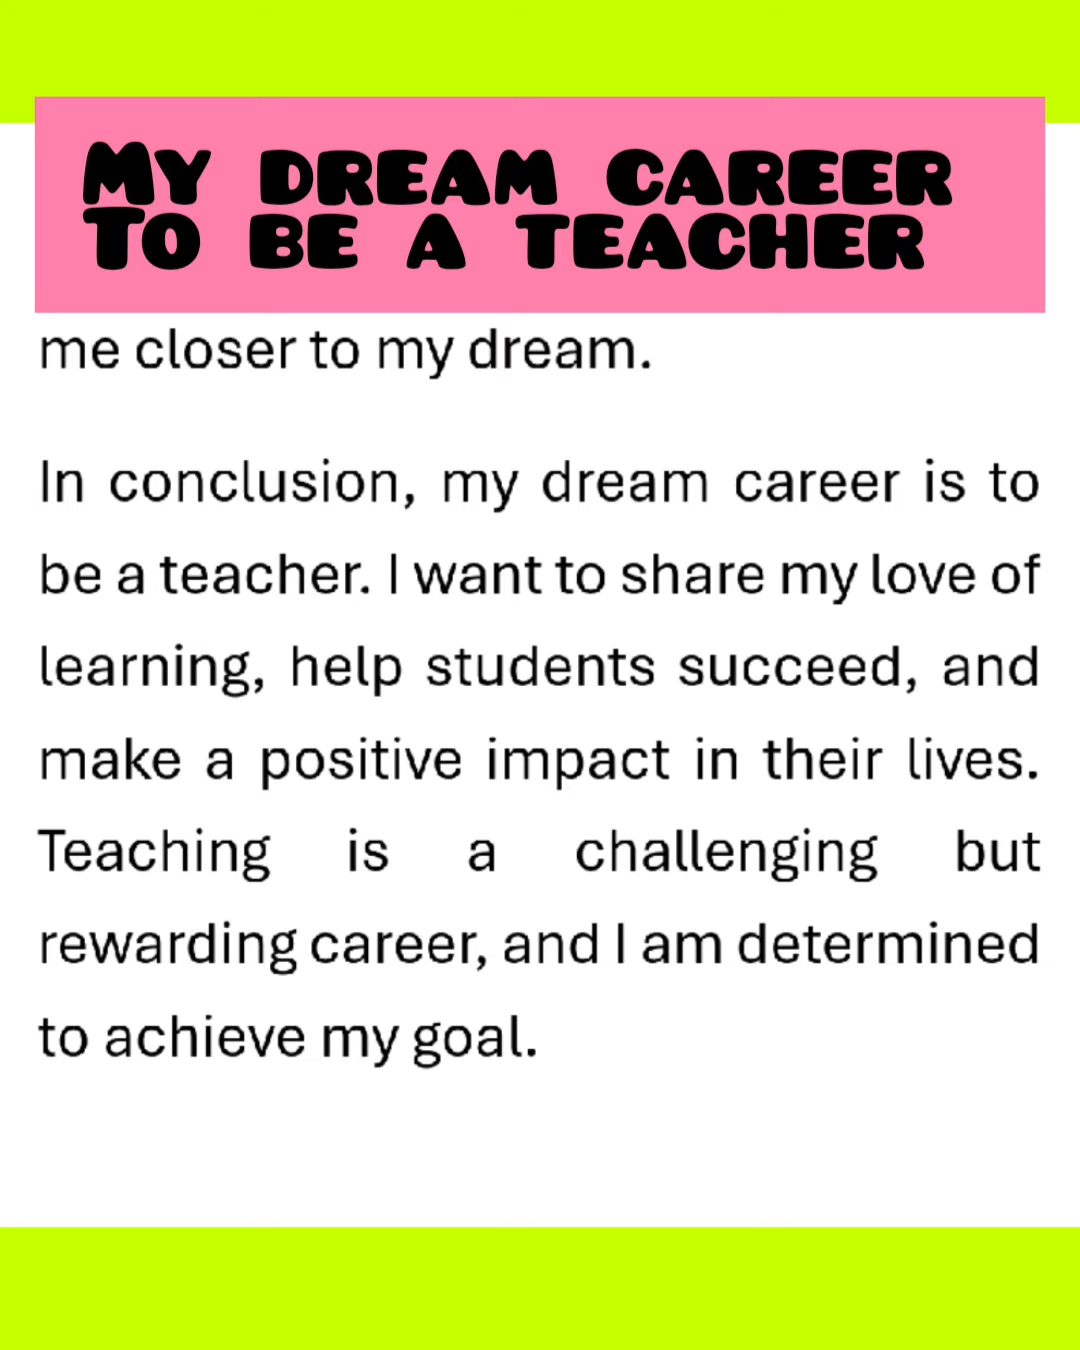 MY DREAM CAREER
TO BE A TEACHER
me closer to my dream.
In conclusion, my dream career is to
be a teacher. I want to share my love of
learning, help students succeed, and
make a positive impact in their lives.
Teaching is a challenging but
rewarding career, and I am determined
to achieve my goal.